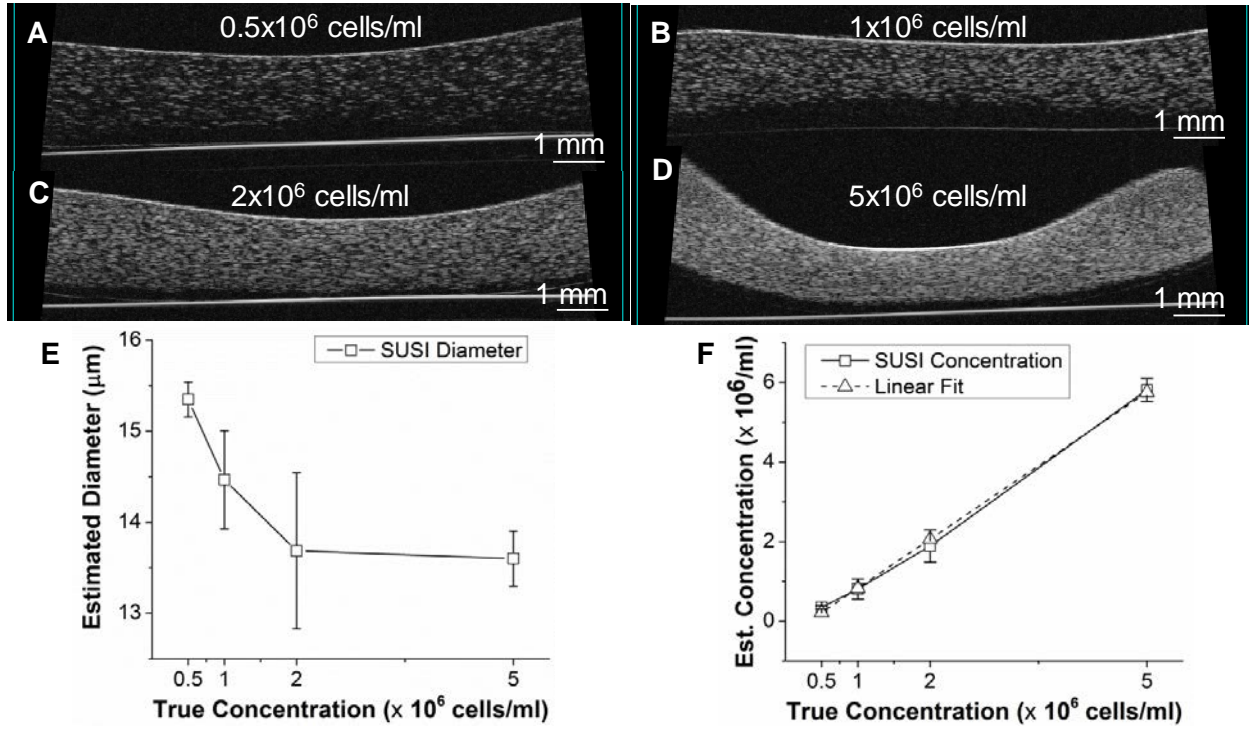 A
0.5x10⁶ cells/ml
1 mm
B
1x10⁶ cells/ml
1 mm
C
2x10⁶ cells/ml
1 mm
D
5x10⁶ cells/ml
1 mm
E
SUSI Diameter
Estimated Diameter (μm)
16
15
14
13
0.5 1 2 5
True Concentration (x 10⁶ cells/ml)
F
SUSI Concentration
Linear Fit
Est. Concentration (x 10⁶/ml)
6
4
2
0
0.5 1 2 5
True Concentration (x 10⁶ cells/ml)